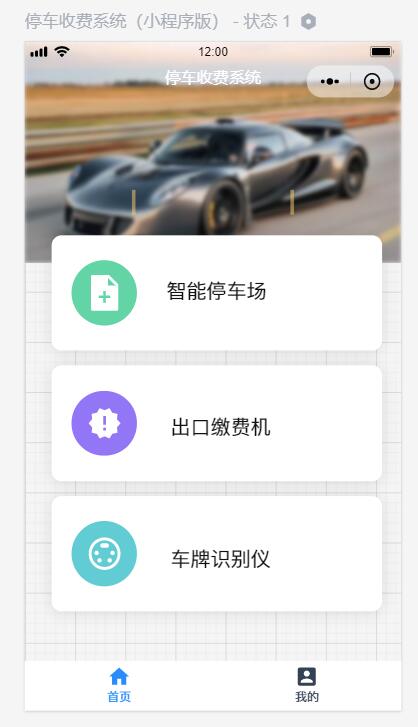 停车收费系统（小程序版） - 状态 1
12:00
停车收费系统
智能停车场
出口缴费机
车牌识别仪
首页
我的